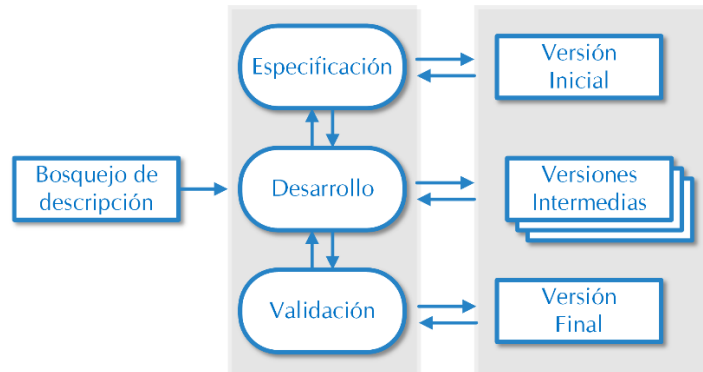 Especificación
Versión
Inicial
Bosquejo de
descripción
Desarrollo
Versiones
Intermedias
Validación
Versión
Final